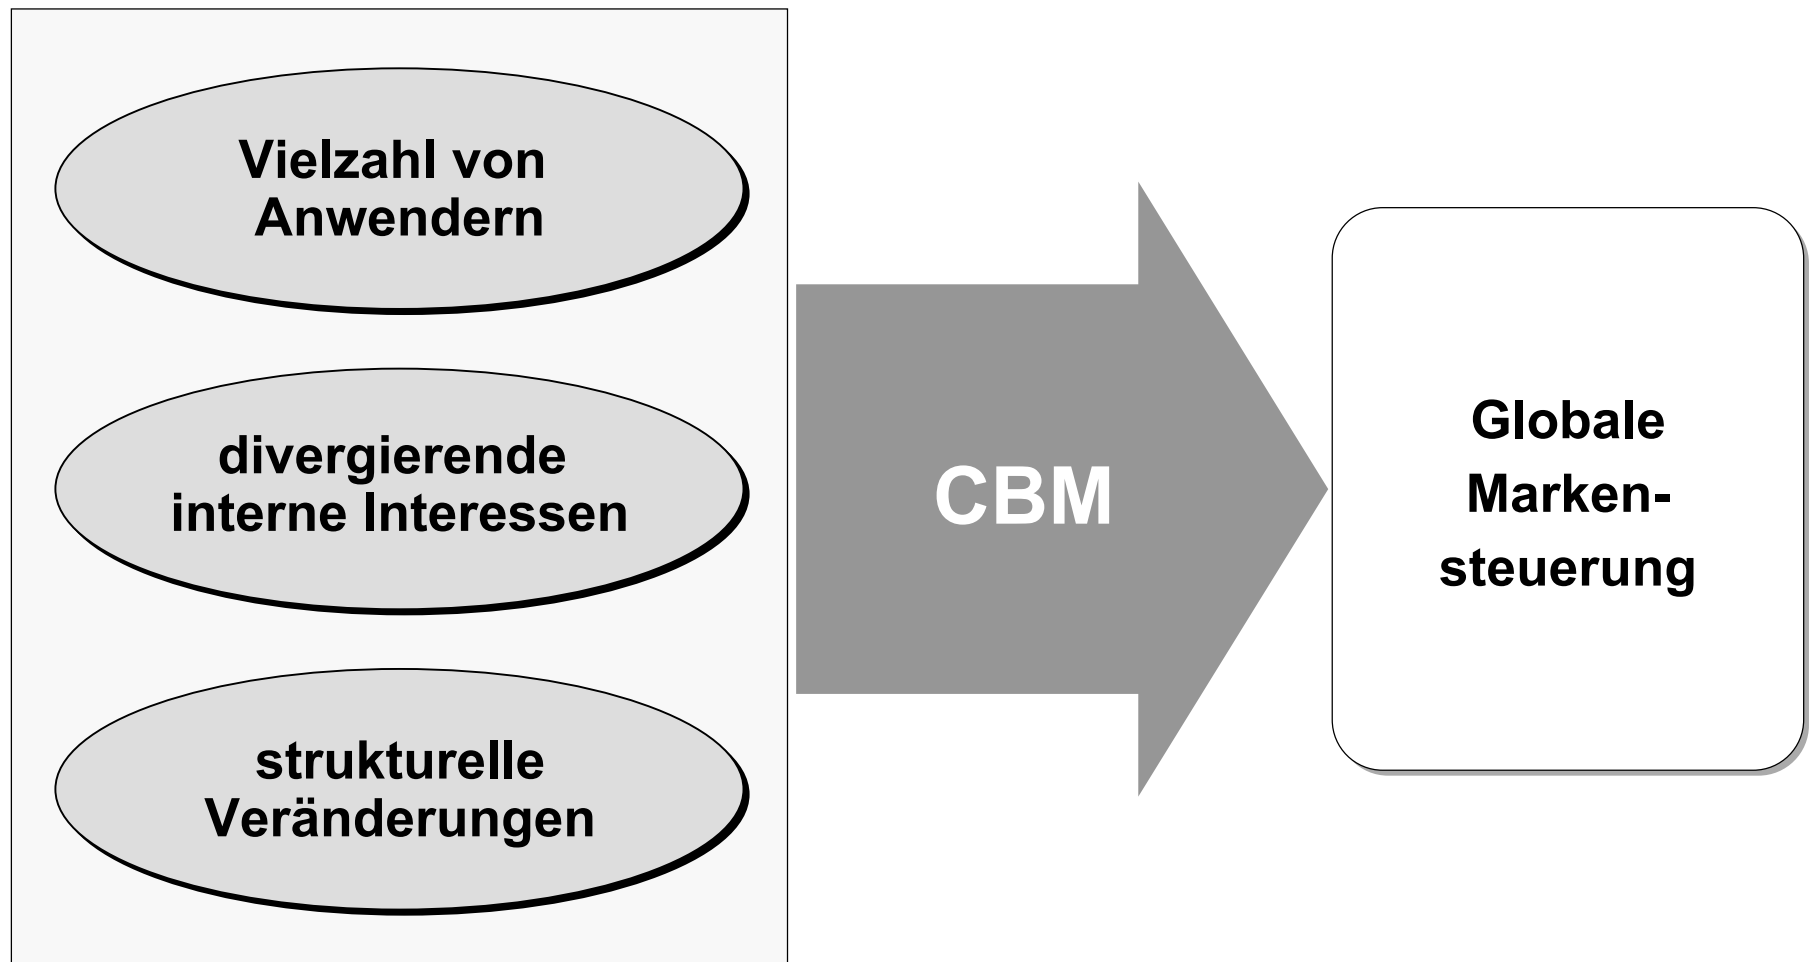 Vielzahl von
Anwendern
divergierende
interne Interessen
strukturelle
Veränderungen
CBM
Globale
Marken-
steuerung